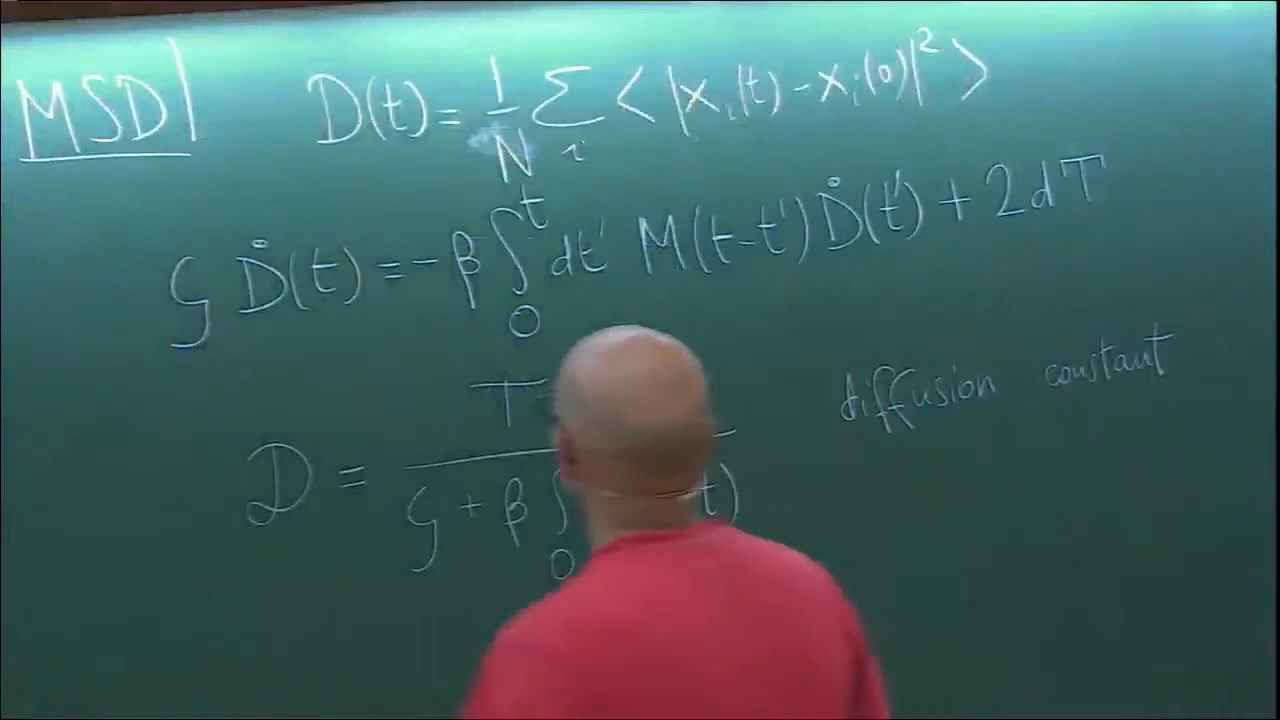 MSD
D(t) = 1/N Σ_i < |x_i(t) - x_i(0)|² >
ζ Ḋ(t) = - β ∫_0^t dt' M(t-t') Ḋ(t') + 2dT
diffusion constant
D = T / ζ + β ∫_0 t)